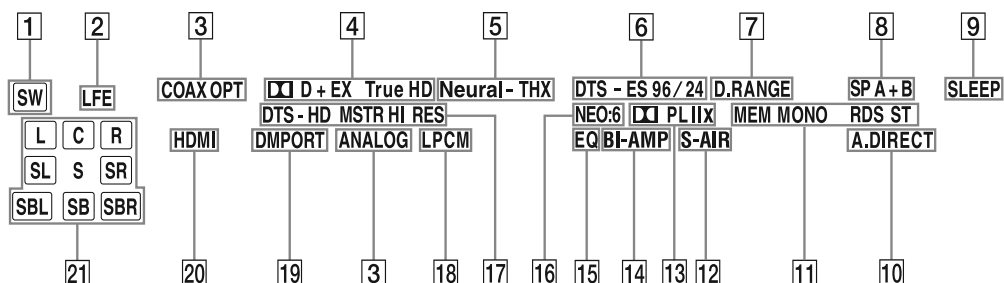 1 2 3 4 5 6 7 8 9
SW LFE COAX OPT D + EX True HD Neural - THX DTS - ES 96 / 24 D.RANGE SP A + B SLEEP
DTS - HD MSTR HI RES NEO:6 PL IIx MEM MONO RDS ST
L C R HDMI DMPORT ANALOG LPCM EQ BI-AMP S-AIR A.DIRECT
SL S SR
SBL SB SBR
21 20 19 3 18 17 16 15 14 13 12 11 10